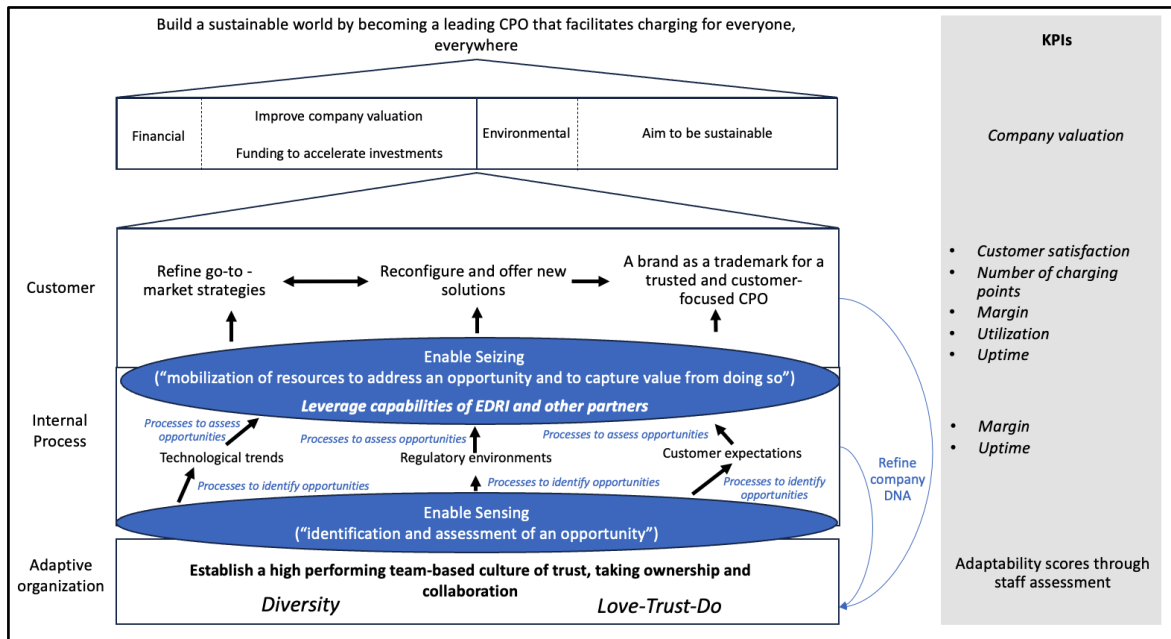 Build a sustainable world by becoming a leading CPO that facilitates charging for everyone,
everywhere
KPIs
Financial
Improve company valuation
Funding to accelerate investments
Environmental
Aim to be sustainable
Company valuation
Customer
Refine go-to -
market strategies
Reconfigure and offer new
solutions
A brand as a trademark for a
trusted and customer-
focused CPO
• Customer satisfaction
• Number of charging
points
• Margin
• Utilization
• Uptime
Enable Seizing
(“mobilization of resources to address an opportunity and to capture value from doing so”)
Leverage capabilities of EDRI and other partners
Internal
Process
Processes to assess
opportunities
Processes to assess opportunities
Processes to assess
opportunities
Technological trends
Regulatory environments
Customer expectations
Processes to identify opportunities
Processes to identify opportunities
Processes to identify
opportunities
• Margin
• Uptime
Refine
company
DNA
Enable Sensing
(“identification and assessment of an opportunity”)
Adaptive
organization
Establish a high performing team-based culture of trust, taking ownership and
collaboration
Diversity
Love-Trust-Do
Adaptability scores through
staff assessment